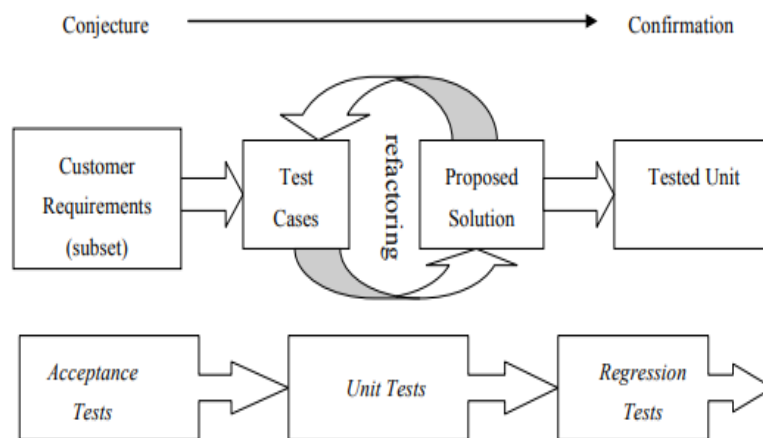 Conjecture
Confirmation
Customer
Requirements
(subset)
Test
Cases
refactoring
Proposed
Solution
Tested Unit
Acceptance
Tests
Unit Tests
Regression
Tests